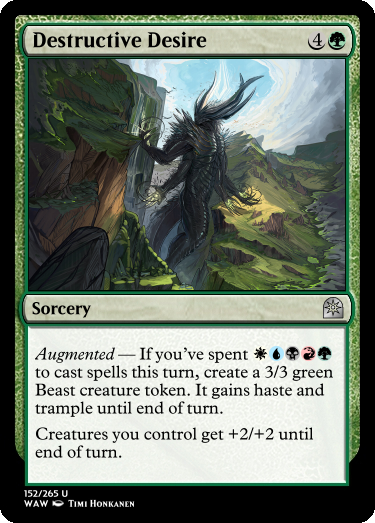 Destructive Desire 4
Sorcery
Augmented — If you've spent
to cast spells this turn, create a 3/3 green
Beast creature token. It gains haste and
trample until end of turn.
Creatures you control get +2/+2 until
end of turn.
152/265 U
WAW Timi Honkanen